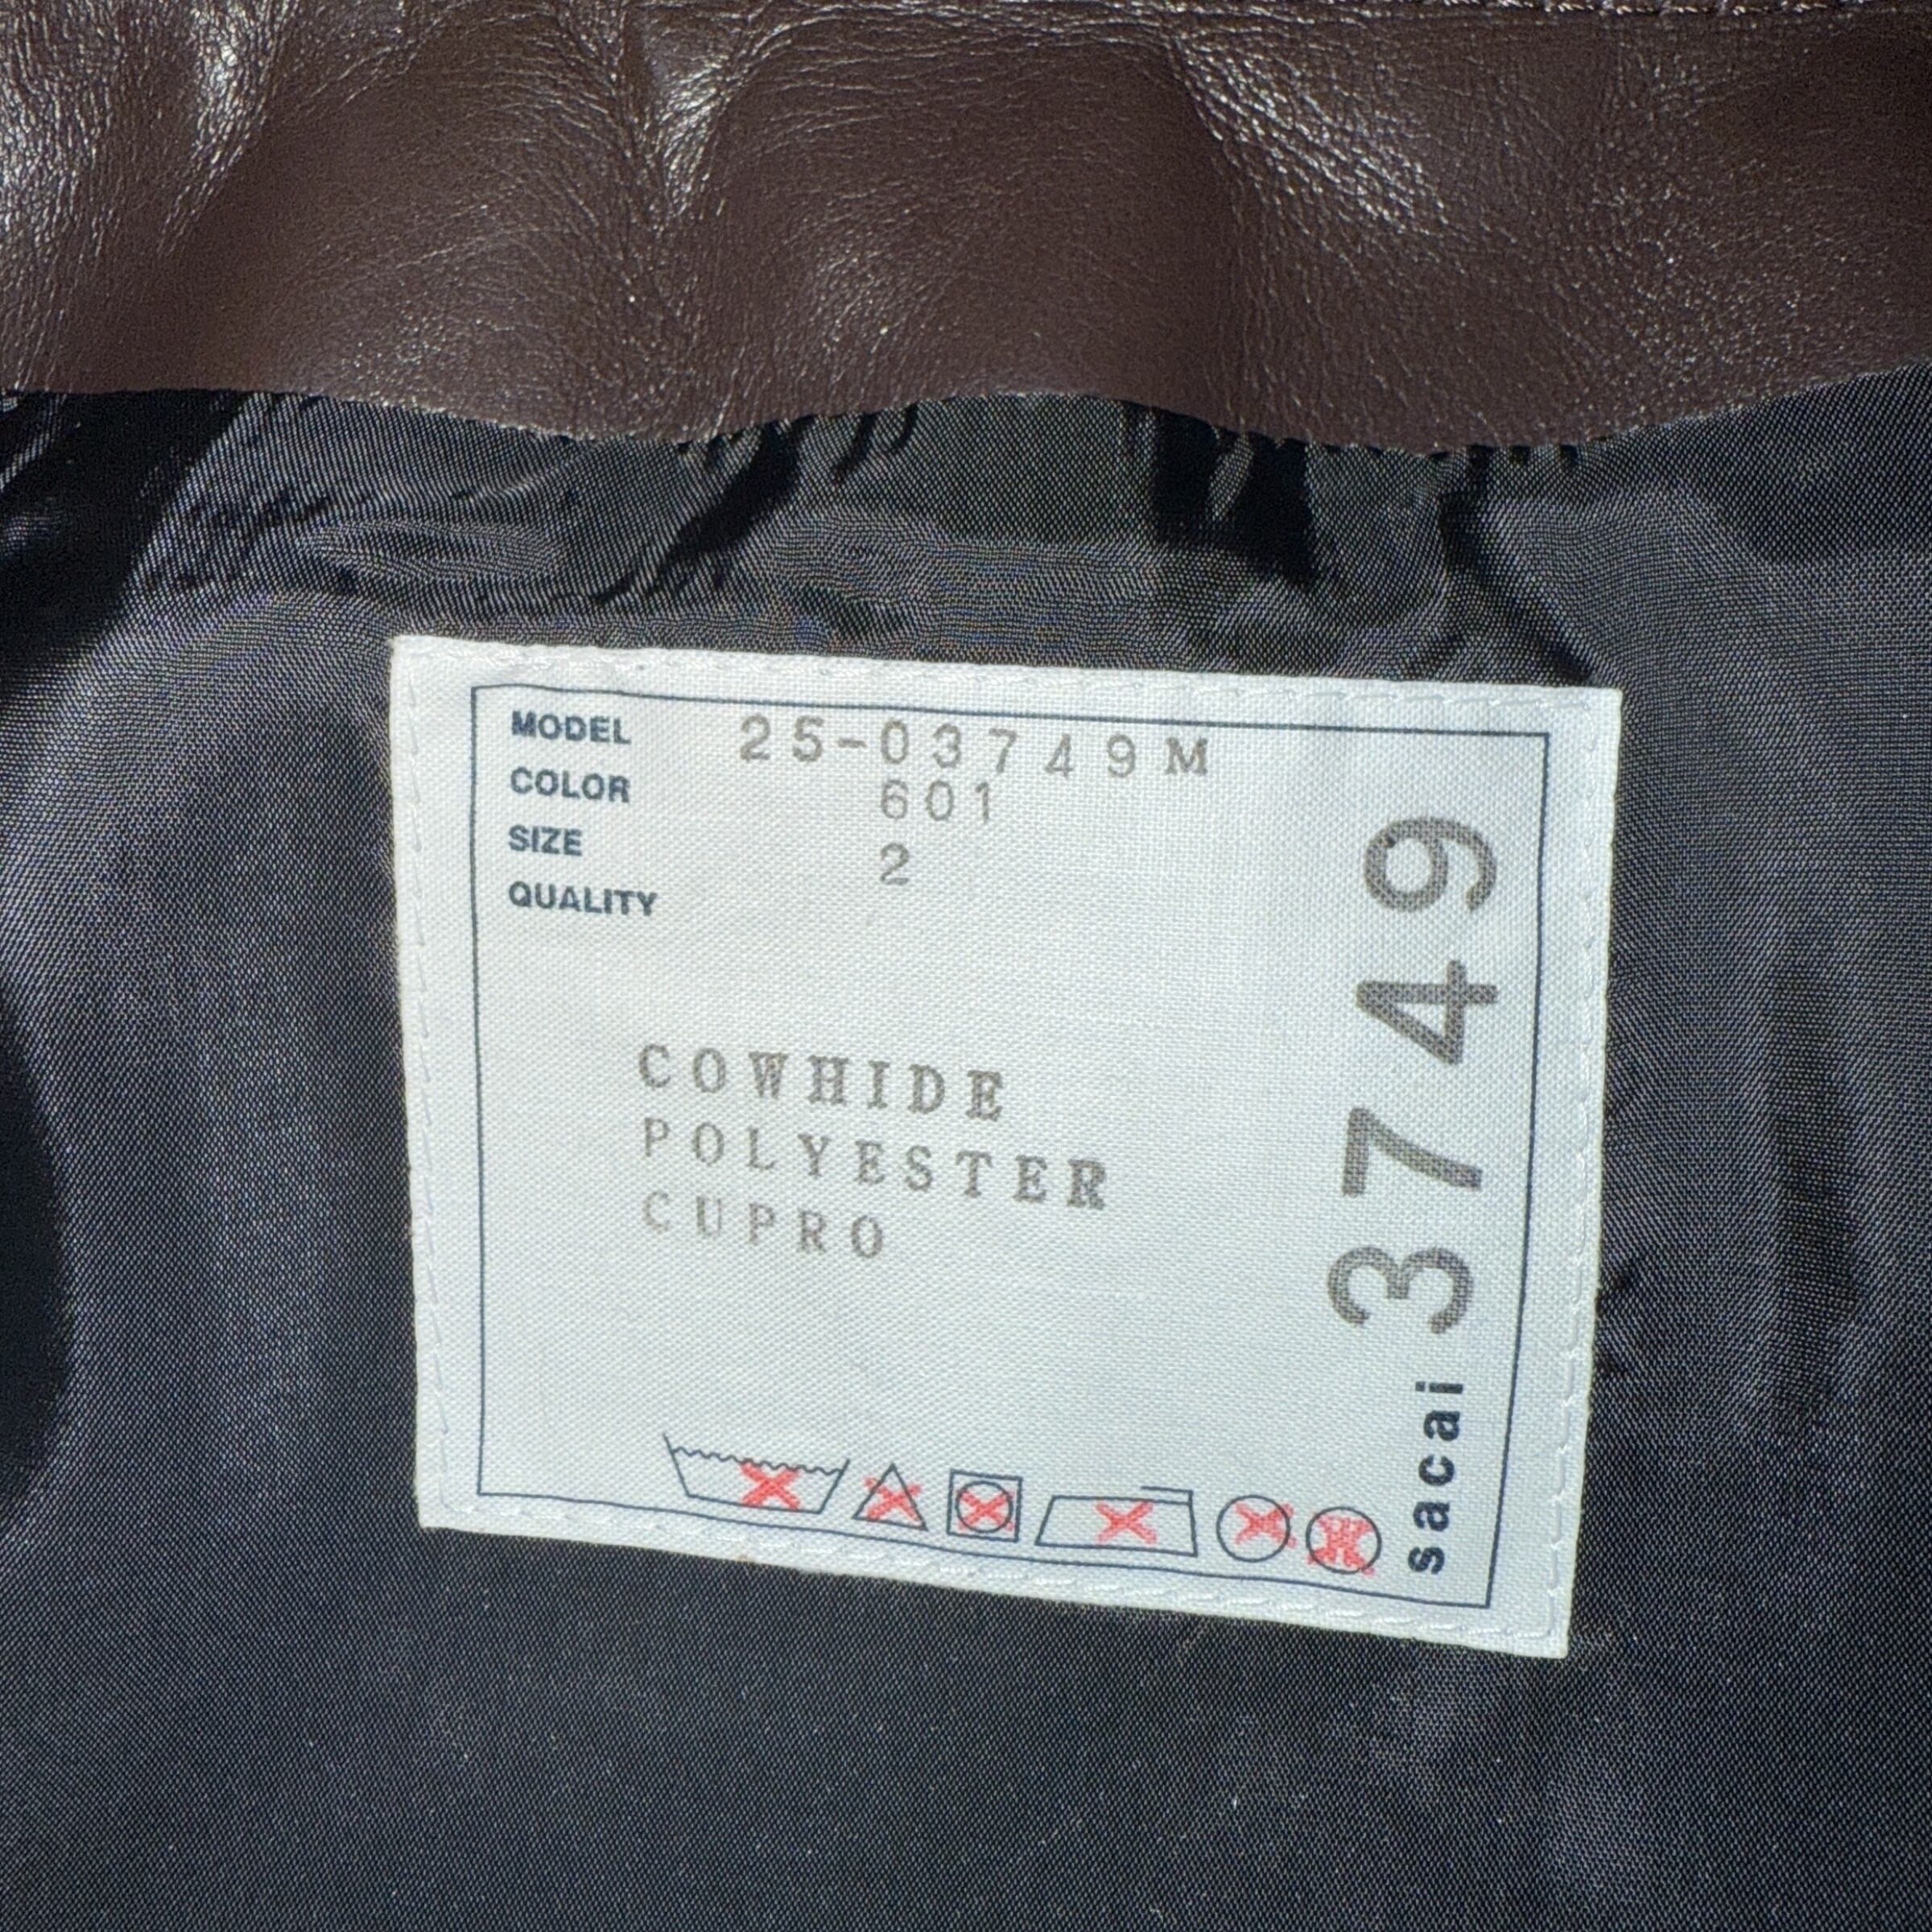 MODEL 25-03749M
COLOR 601
SIZE 2
QUALITY
COWHIDE
POLYESTER
CUPRO
sacai 3749